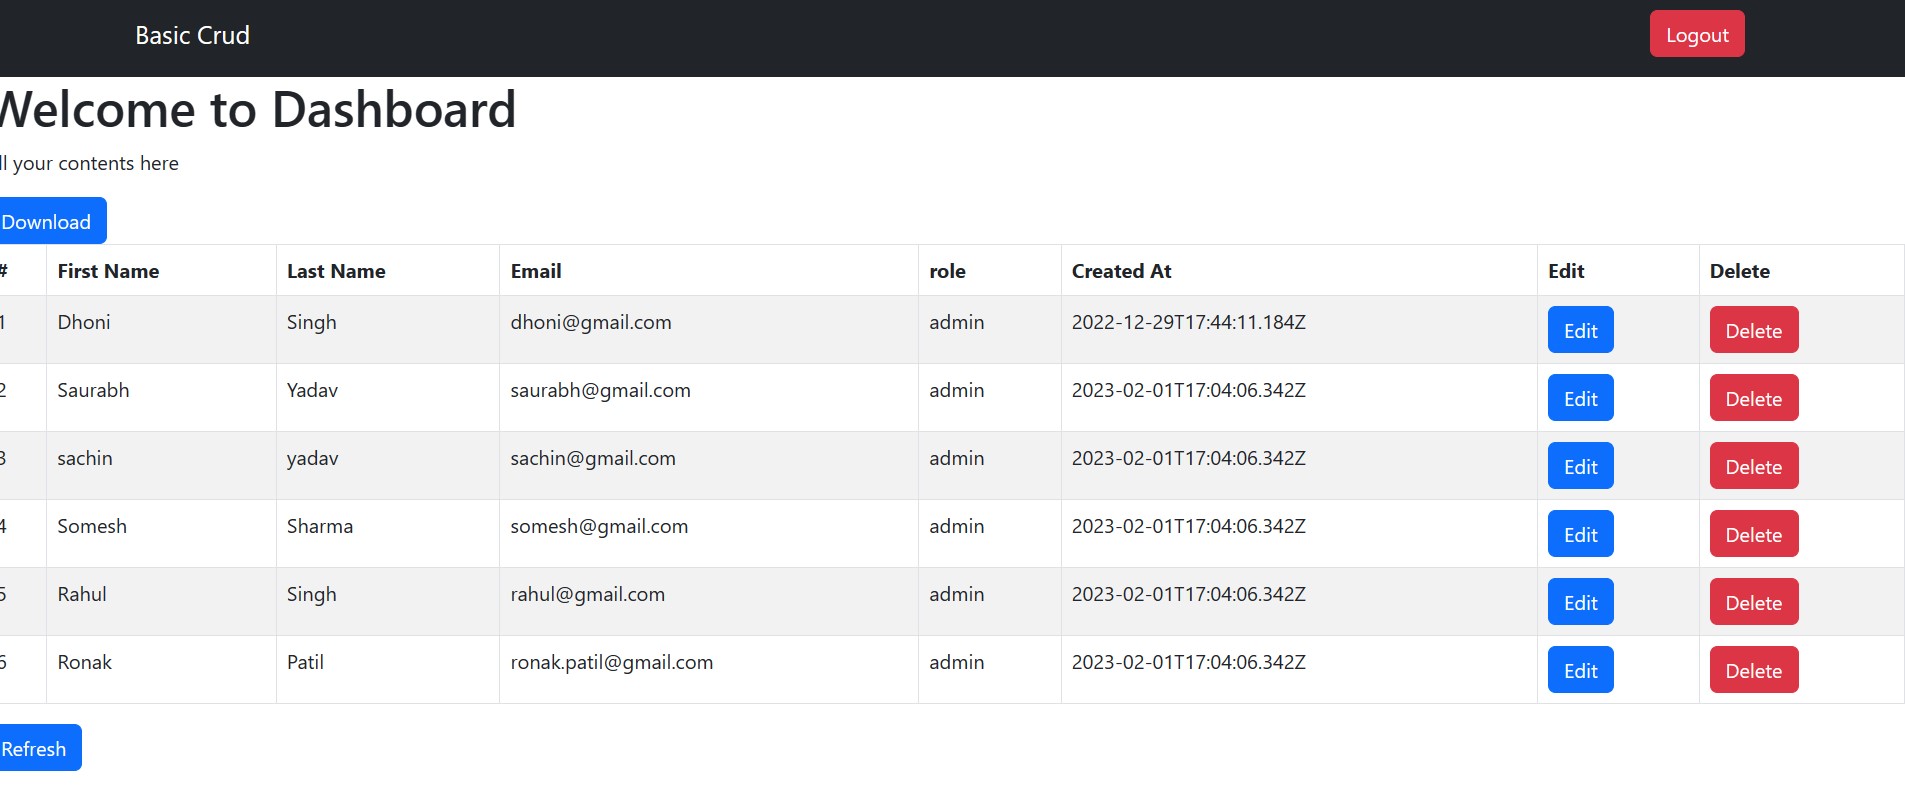 Basic Crud Logout
Welcome to Dashboard
ll your contents here
Download
# First Name Last Name Email role Created At Edit Delete
1 Dhoni Singh dhoni@gmail.com admin 2022-12-29T17:44:11.184Z Edit Delete
2 Saurabh Yadav saurabh@gmail.com admin 2023-02-01T17:04:06.342Z Edit Delete
3 sachin yadav sachin@gmail.com admin 2023-02-01T17:04:06.342Z Edit Delete
4 Somesh Sharma somesh@gmail.com admin 2023-02-01T17:04:06.342Z Edit Delete
5 Rahul Singh rahul@gmail.com admin 2023-02-01T17:04:06.342Z Edit Delete
6 Ronak Patil ronak.patil@gmail.com admin 2023-02-01T17:04:06.342Z Edit Delete
Refresh